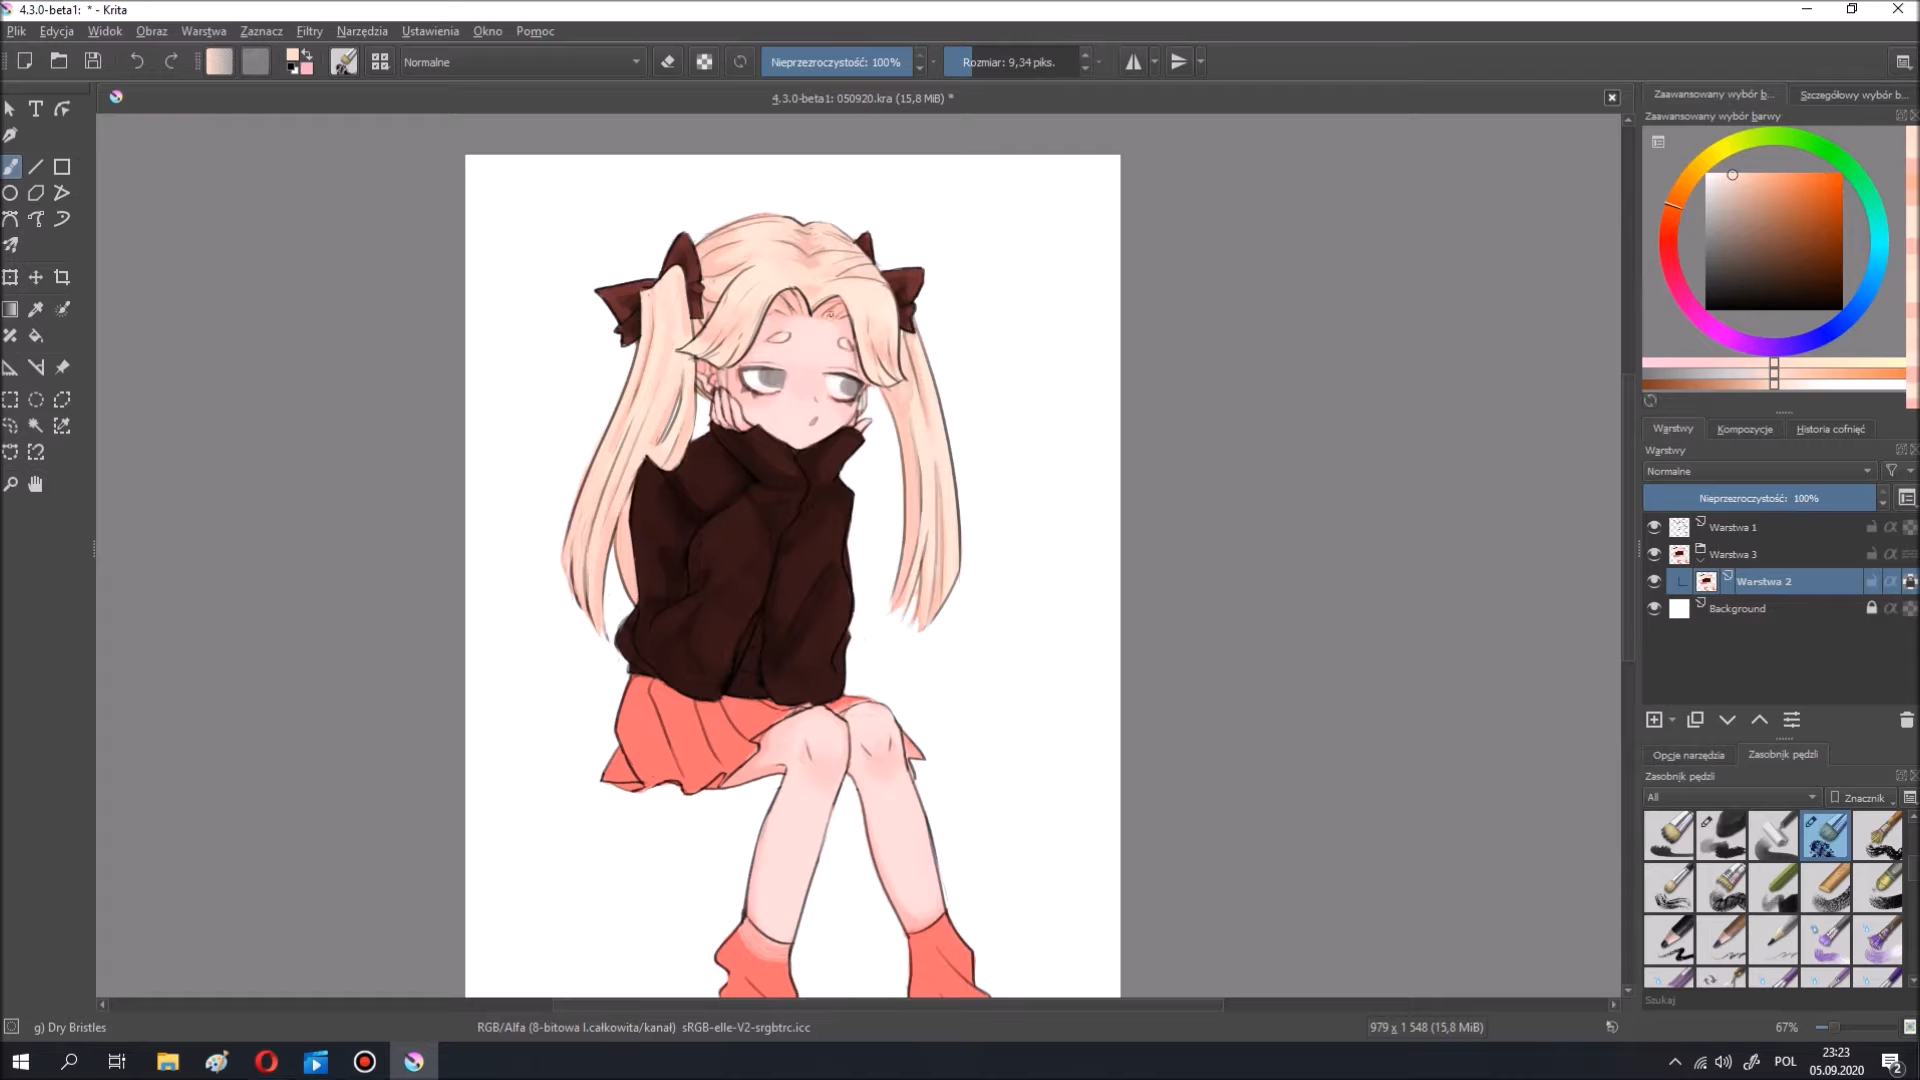 4.3.0-beta1: * - Krita
Plik Edycja Widok Obraz Warstwa Zaznacz Filtry Narzędzia Ustawienia Okno Pomoc
Normalne Nieprzezroczystość: 100% Rozmiar: 9,34 piks.
4.3.0-beta1: 050920.kra (15,8 MiB) *
Zaawansowany wybór b... Szczegółowy wybór b...
Zaawansowany wybór barwy
Warstwy Kompozycje Historia cofnięć
Warstwy
Normalne
Nieprzezroczystość: 100%
Warstwa 1
Warstwa 3
Warstwa 2
Background
Opcje narzędzia Zasobnik pędzli
Zasobnik pędzli
All Znacznik
Szukaj
g) Dry Bristles RGB/Alfa (8-bitowa l.całkowita/kanał) sRGB-elle-V2-srgbtrc.icc 979 x 1 548 (15,8 MiB) 67%
POL 23:23
05.09.2020 2